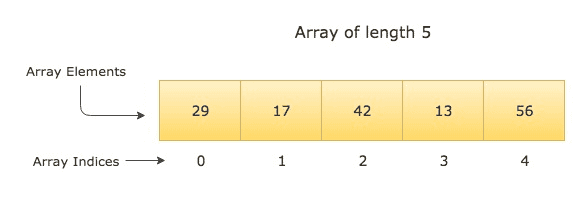 Array of length 5
Array Elements
29 17 42 13 56
Array Indices 0 1 2 3 4